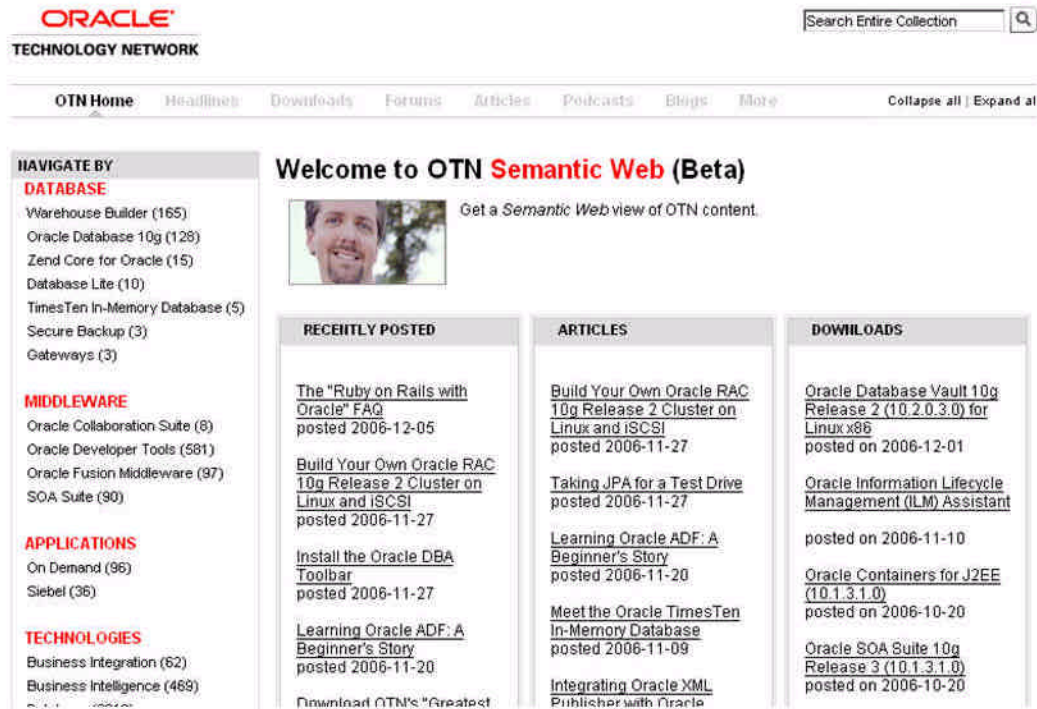 ORACLE
TECHNOLOGY NETWORK
Search Entire Collection
OTN Home Headlines Downloads Forums Articles Podcasts Blogs More
Collapse all | Expand al
NAVIGATE BY
DATABASE
Warehouse Builder (165)
Oracle Database 10g (128)
Zend Core for Oracle (15)
Database Lite (10)
TimesTen In-Memory Database (5)
Secure Backup (3)
Gateways (3)
MIDDLEWARE
Oracle Collaboration Suite (8)
Oracle Developer Tools (581)
Oracle Fusion Middleware (97)
SOA Suite (90)
APPLICATIONS
On Demand (96)
Siebel (36)
TECHNOLOGIES
Business Integration (62)
Business Intelligence (469)
Welcome to OTN Semantic Web (Beta)
Get a Semantic Web view of OTN content.
RECENTLY POSTED
The "Ruby on Rails with
Oracle" FAQ
posted 2006-12-05
Build Your Own Oracle RAC
10g Release 2 Cluster on
Linux and iSCSI
posted 2006-11-27
Install the Oracle DBA
Toolbar
posted 2006-11-27
Learning Oracle ADF: A
Beginner's Story
posted 2006-11-20
Download OTN's "Greatest
ARTICLES
Build Your Own Oracle RAC
10g Release 2 Cluster on
Linux and iSCSI
posted 2006-11-27
Taking JPA for a Test Drive
posted 2006-11-27
Learning Oracle ADF: A
Beginner's Story
posted 2006-11-20
Meet the Oracle TimesTen
In-Memory Database
posted 2006-11-09
Integrating Oracle XML
Publisher with Oracle
DOWNLOADS
Oracle Database Vault 10g
Release 2 (10.2.0.3.0) for
Linux x86
posted on 2006-12-01
Oracle Information Lifecycle
Management (ILM) Assistant
posted on 2006-11-10
Oracle Containers for J2EE
(10.1.3.1.0)
posted on 2006-10-20
Oracle SOA Suite 10g
Release 3 (10.1.3.1.0)
posted on 2006-10-20